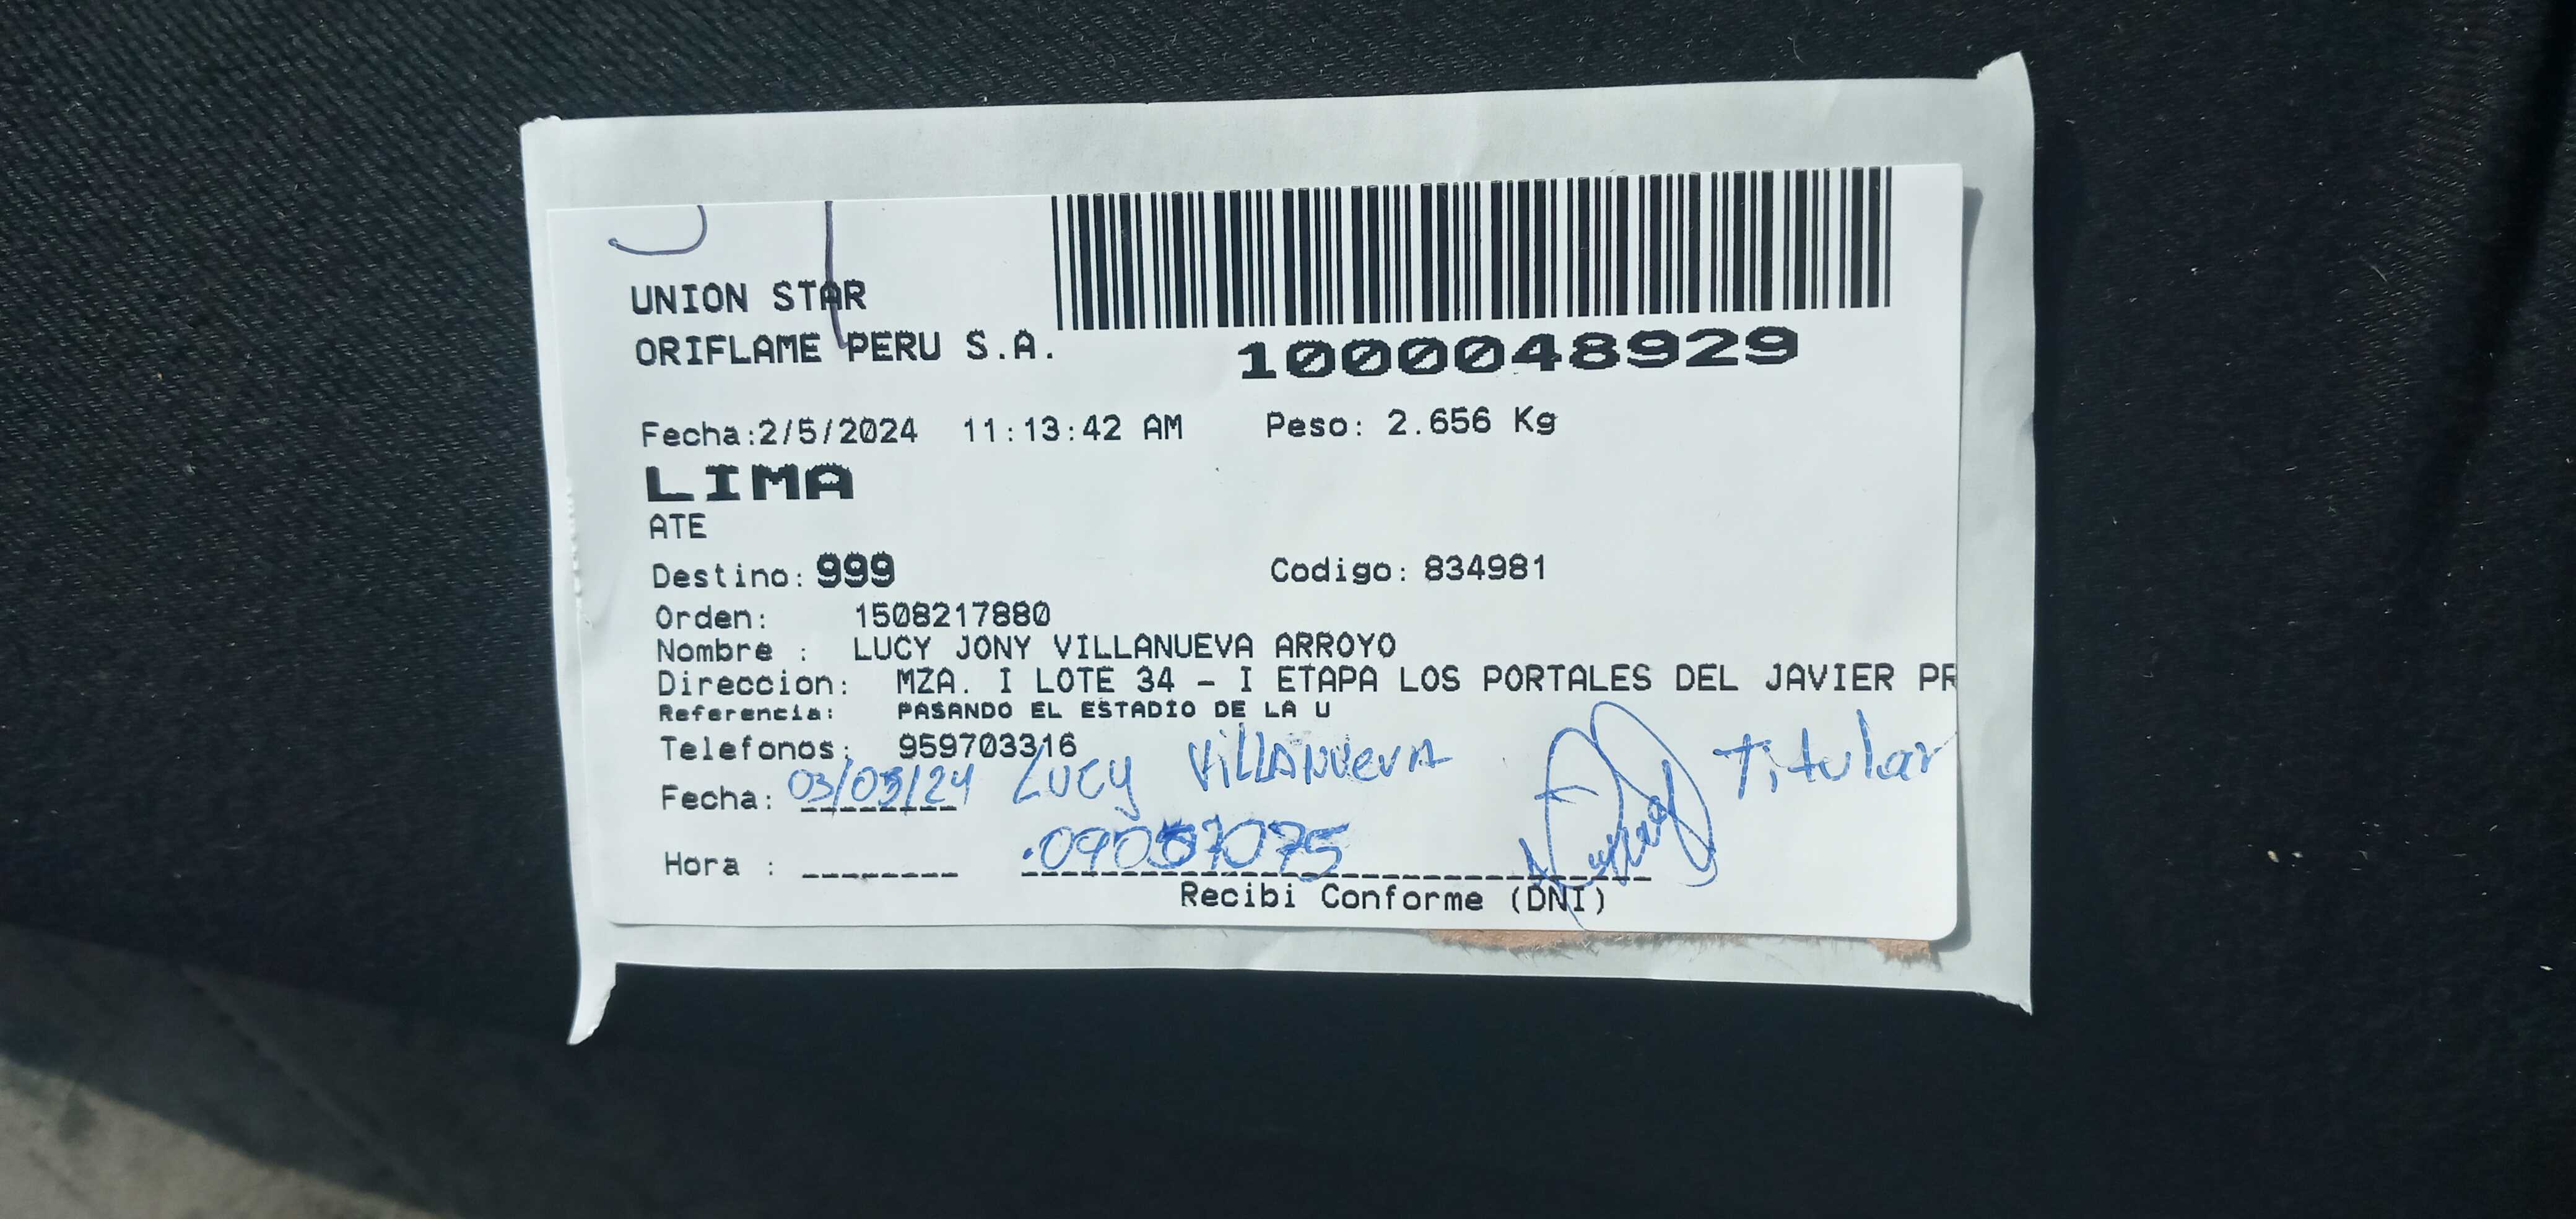 UNION STAR
ORIFLAME PERU S.A.
1000048929
Fecha:2/5/2024 11:13:42 AM Peso: 2.656 Kg
LIMA
ATE
Destino: 999 Codigo: 834981
Orden: 1508217880
Nombre : LUCY JONY VILLANUEVA ARROYO
Direccion: MZA. I LOTE 34 - I ETAPA LOS PORTALES DEL JAVIER PR
Referencia: PASANDO EL ESTADIO DE LA U
Telefonos: 959703316
Fecha: 03/05/24 Lucy VILLANUEVA Titular
Hora :
Recibi Conforme (DNI)